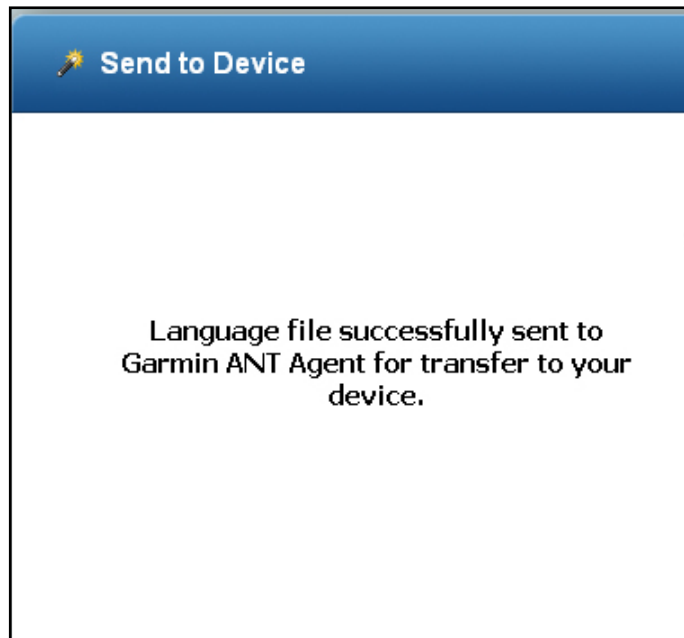 Send to Device
Language file successfully sent to
Garmin ANT Agent for transfer to your
device.